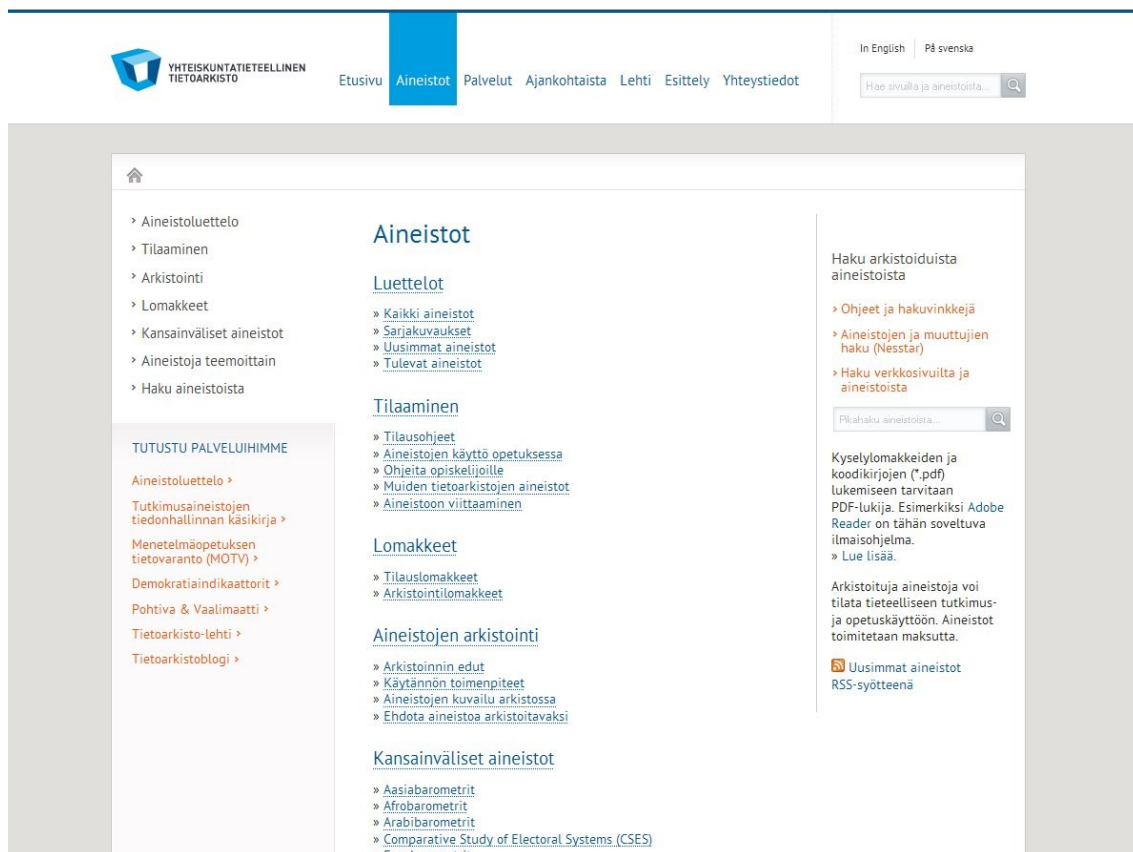 YHTEISKUNTATIETEELLINEN
TIETOARKISTO
Etusivu Aineistot Palvelut Ajankohtaista Lehti Esittely Yhteystiedot
In English På svenska
Hae sivuilla ja aineistoista...
› Aineistoluettelo
› Tilaaminen
› Arkistointi
› Lomakkeet
› Kansainväliset aineistot
› Aineistoja teemoittain
› Haku aineistoista
TUTUSTU PALVELUIHIMME
Aineistoluettelo ›
Tutkimusaineistojen
tiedonhallinnan käsikirja ›
Menetelmäopetuksen
tietovaranto (MOTV) ›
Demokratiaindikaattorit ›
Pohtiva & Vaalimaatti ›
Tietoarkisto-lehti ›
Tietoarkistoblogi ›
Aineistot
Luettelot
» Kaikki aineistot
» Sarjakuvaukset
» Uusimmat aineistot
» Tulevat aineistot
Tilaaminen
» Tilausohjeet
» Aineistojen käyttö opetuksessa
» Ohjeita opiskelijoille
» Muiden tietoarkistojen aineistot
» Aineistoon viittaaminen
Lomakkeet
» Tilauslomakkeet
» Arkistointilomakkeet
Aineistojen arkistointi
» Arkistoinnin edut
» Käytännön toimenpiteet
» Aineistojen kuvailu arkistossa
» Ehdota aineistoa arkistoitavaksi
Kansainväliset aineistot
» Aasiabarometrit
» Afrobarometrit
» Arabibarometrit
» Comparative Study of Electoral Systems (CSES)
Haku arkistoiduista
aineistoista
› Ohjeet ja hakuvinkkejä
› Aineistojen ja muuttujien
haku (Nesstar)
› Haku verkkosivuilta ja
aineistoista
Pikahaku aineistoista...
Kyselylomakkeiden ja
koodikirjojen (*.pdf)
lukemiseen tarvitaan
PDF-lukija. Esimerkiksi Adobe
Reader on tähän soveltuva
ilmaisohjelma.
» Lue lisää.
Arkistoituja aineistoja voi
tilata tieteelliseen tutkimus-
ja opetuskäyttöön. Aineistot
toimitetaan maksutta.
Uusimmat aineistot
RSS-syötteenä